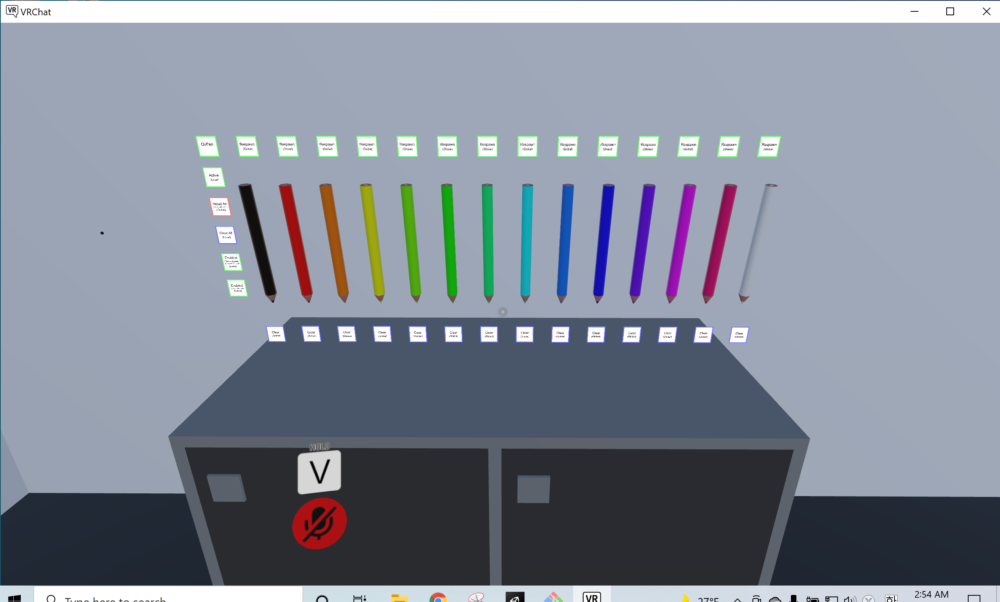 VR VRChat
QvPen
Respawn
(Global)
Respawn
(Global)
Respawn
(Global)
Respawn
(Global)
Respawn
(Global)
Respawn
(Global)
Respawn
(Global)
Respawn
(Global)
Respawn
(Global)
Respawn
(Global)
Respawn
(Global)
Respawn
(Global)
Respawn
(Global)
Respawn
(Global)
Active
(Local)
Reset All
(Global)
Clear All
(Local)
Enabled
(Local)
Enabled
(Local)
Clear
(Global)
Clear
(Global)
Clear
(Global)
Clear
(Global)
Clear
(Global)
Clear
(Global)
Clear
(Global)
Clear
(Global)
Clear
(Global)
Clear
(Global)
Clear
(Global)
Clear
(Global)
Clear
(Global)
Clear
(Global)
HOLD
V
Type here to search
VR
27°F
2:54 AM